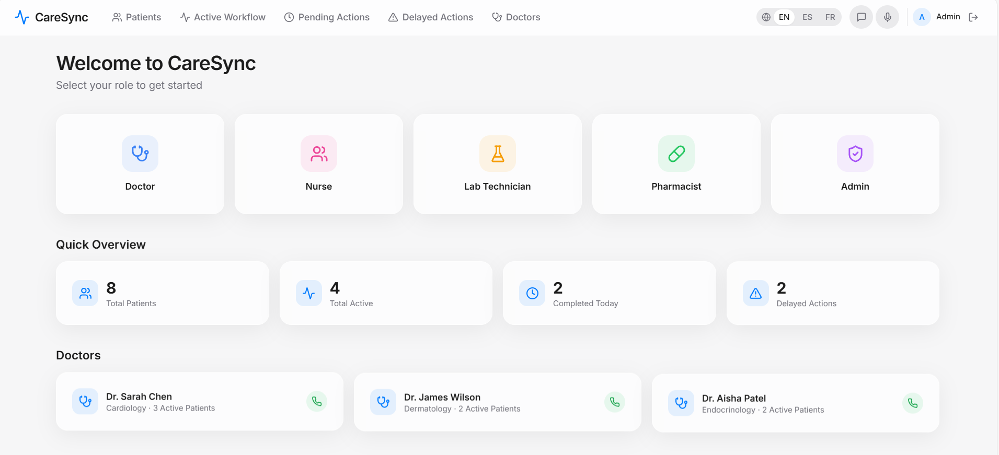 CareSync
Patients
Active Workflow
Pending Actions
Delayed Actions
Doctors
EN
ES
FR
A
Admin
Welcome to CareSync
Select your role to get started
Doctor
Nurse
Lab Technician
Pharmacist
Admin
Quick Overview
8
Total Patients
4
Total Active
2
Completed Today
2
Delayed Actions
Doctors
Dr. Sarah Chen
Cardiology · 3 Active Patients
Dr. James Wilson
Dermatology · 2 Active Patients
Dr. Aisha Patel
Endocrinology · 2 Active Patients